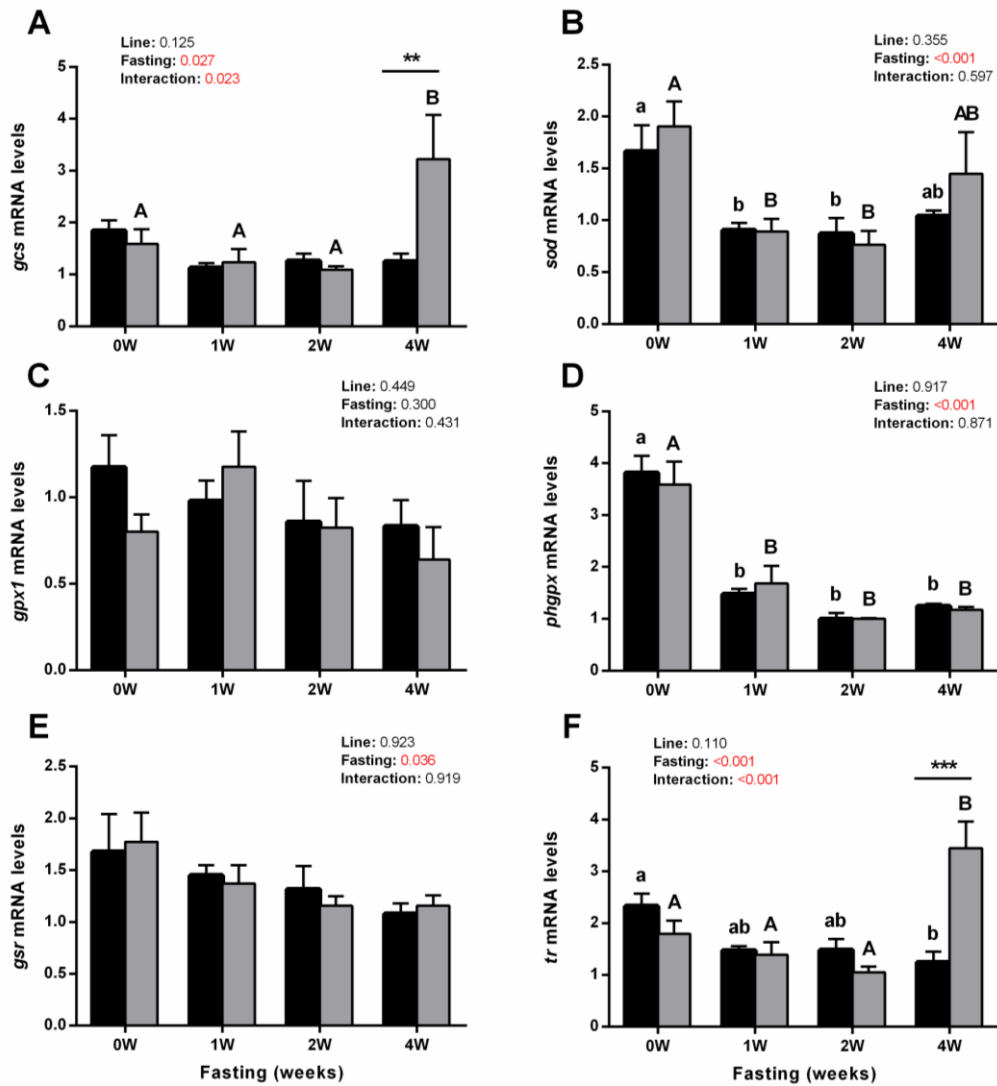 A
Line: 0.125
Fasting: 0.027
Interaction: 0.023
**
B
A
A
A
gcs mRNA levels
5
4
3
2
1
0
0W
1W
2W
4W
B
Line: 0.355
Fasting: <0.001
Interaction: 0.597
a
A
b
B
b
B
ab
AB
sod mRNA levels
2.5
2.0
1.5
1.0
0.5
0.0
0W
1W
2W
4W
C
Line: 0.449
Fasting: 0.300
Interaction: 0.431
gpx1 mRNA levels
1.5
1.0
0.5
0.0
0W
1W
2W
4W
D
Line: 0.917
Fasting: <0.001
Interaction: 0.871
a
A
b
B
b
B
b
B
phgpx mRNA levels
5
4
3
2
1
0
0W
1W
2W
4W
E
Line: 0.923
Fasting: 0.036
Interaction: 0.919
gsr mRNA levels
2.5
2.0
1.5
1.0
0.5
0.0
0W
1W
2W
4W
Fasting (weeks)
F
Line: 0.110
Fasting: <0.001
Interaction: <0.001
***
a
A
ab
A
ab
A
b
B
tr mRNA levels
5
4
3
2
1
0
0W
1W
2W
4W
Fasting (weeks)